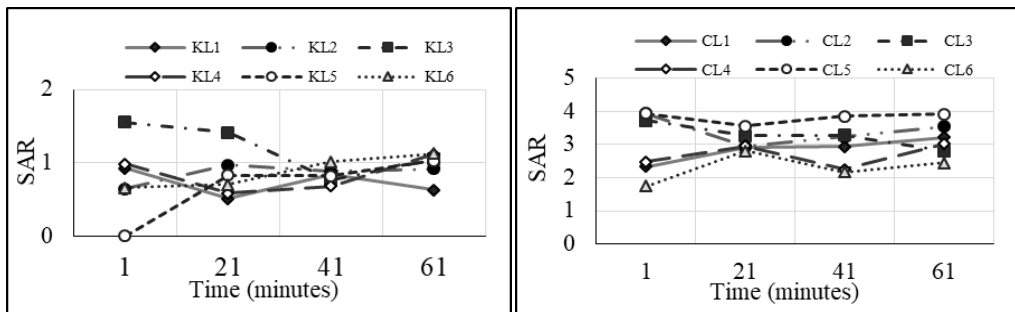 KL1 KL2 KL3
KL4 KL5 KL6
2
1
0
SAR
1 21 41 61
Time (minutes)
CL1 CL2 CL3
CL4 CL5 CL6
5
4
3
2
1
0
SAR
1 21 41 61
Time (minutes)